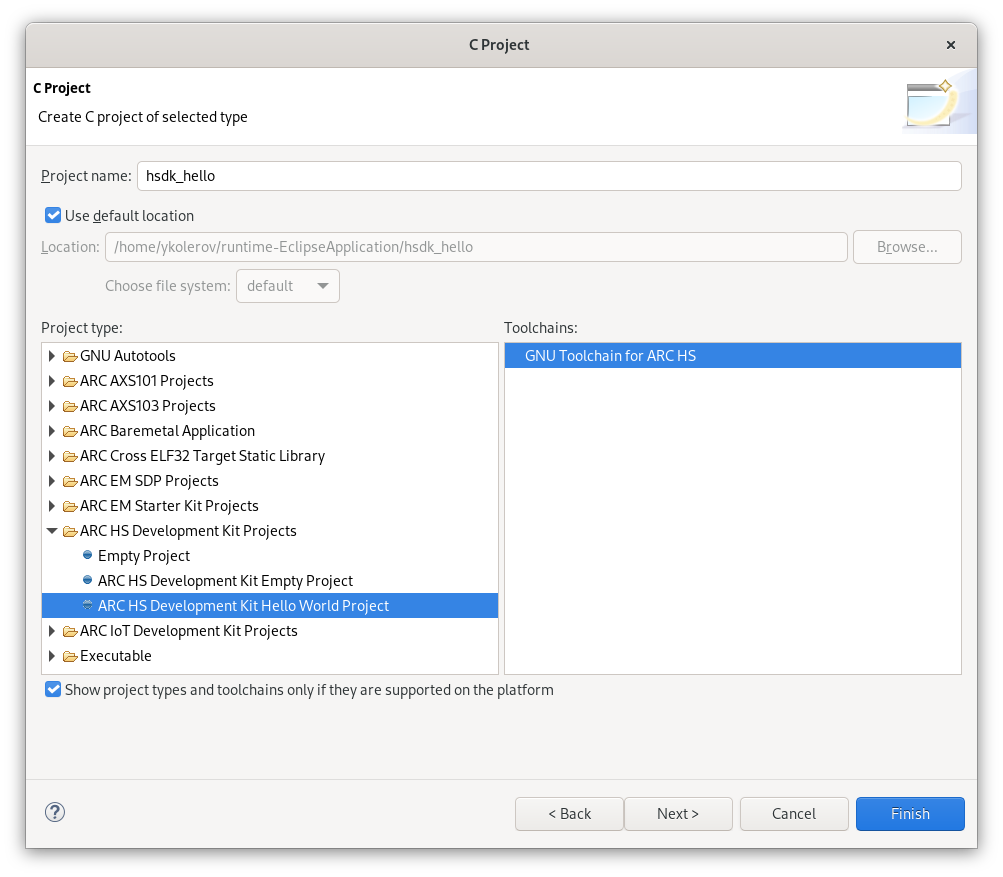 C Project
C Project
Create C project of selected type
Project name: hsdk_hello
Use default location
Location: /home/ykolerov/runtime-EclipseApplication/hsdk_hello Browse...
Choose file system: default
Project type:
GNU Autotools
ARC AXS101 Projects
ARC AXS103 Projects
ARC Baremetal Application
ARC Cross ELF32 Target Static Library
ARC EM SDP Projects
ARC EM Starter Kit Projects
ARC HS Development Kit Projects
Empty Project
ARC HS Development Kit Empty Project
ARC HS Development Kit Hello World Project
ARC IoT Development Kit Projects
Executable
Toolchains:
GNU Toolchain for ARC HS
Show project types and toolchains only if they are supported on the platform
? < Back Next > Cancel Finish